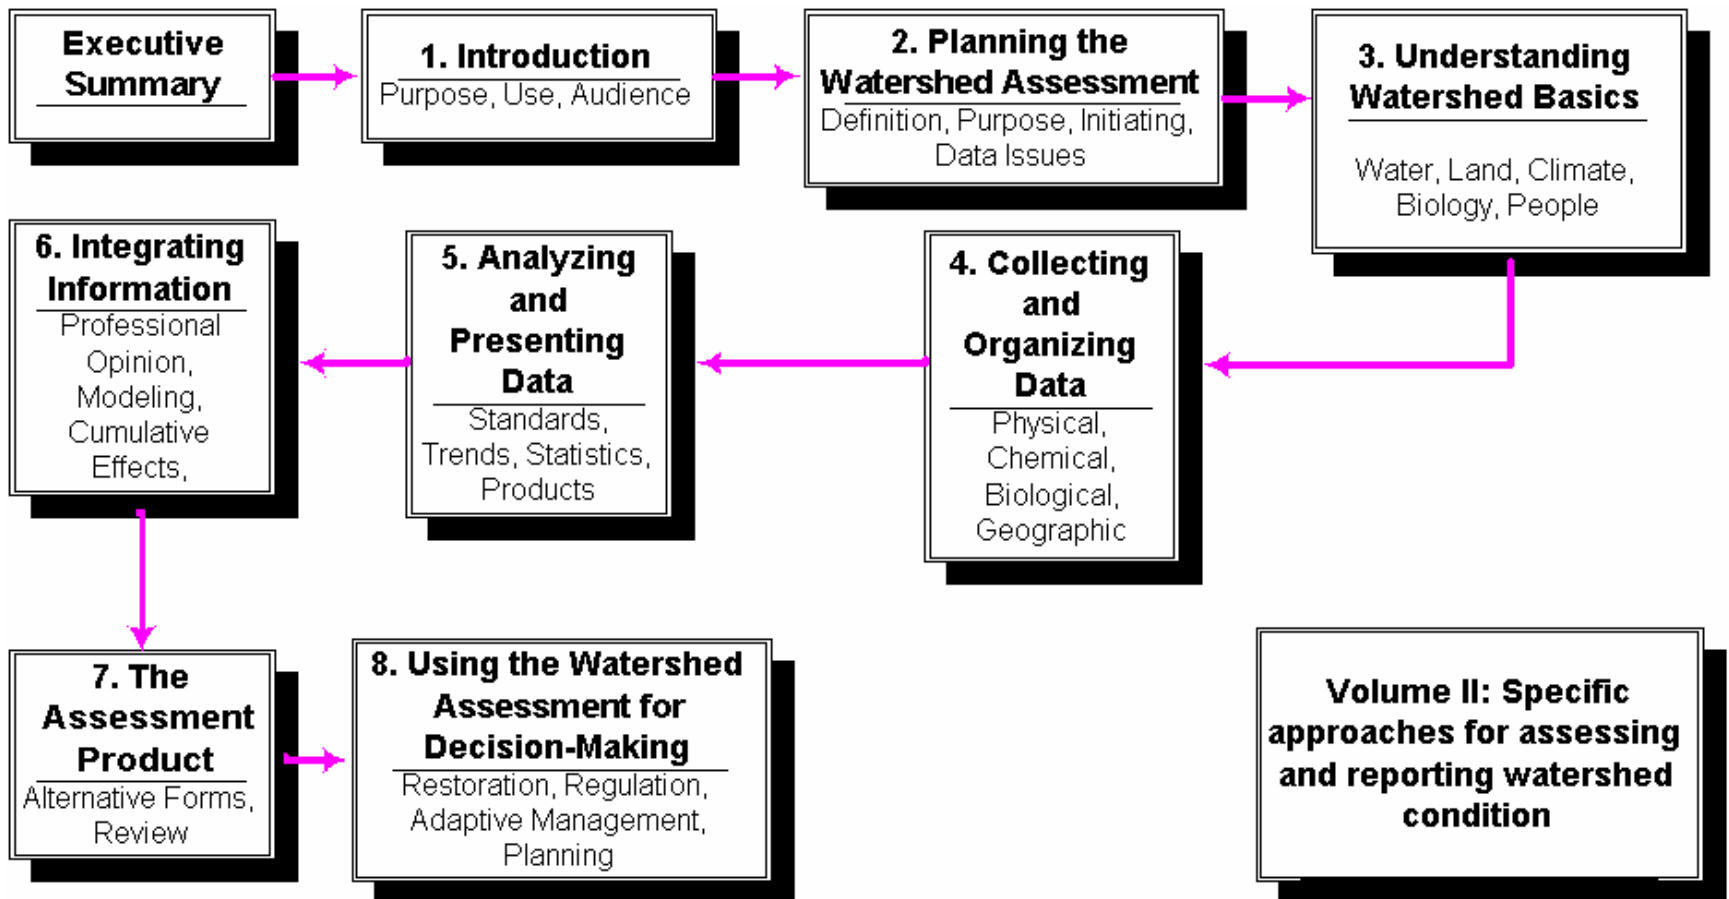 Executive
Summary
1. Introduction
Purpose, Use, Audience
2. Planning the
Watershed Assessment
Definition, Purpose, Initiating,
Data Issues
3. Understanding
Watershed Basics
Water, Land, Climate,
Biology, People
4. Collecting
and
Organizing
Data
Physical,
Chemical,
Biological,
Geographic
5. Analyzing
and
Presenting
Data
Standards,
Trends, Statistics,
Products
6. Integrating
Information
Professional
Opinion,
Modeling,
Cumulative
Effects,
7. The
Assessment
Product
Alternative Forms,
Review
8. Using the Watershed
Assessment for
Decision-Making
Restoration, Regulation,
Adaptive Management,
Planning
Volume II: Specific
approaches for assessing
and reporting watershed
condition